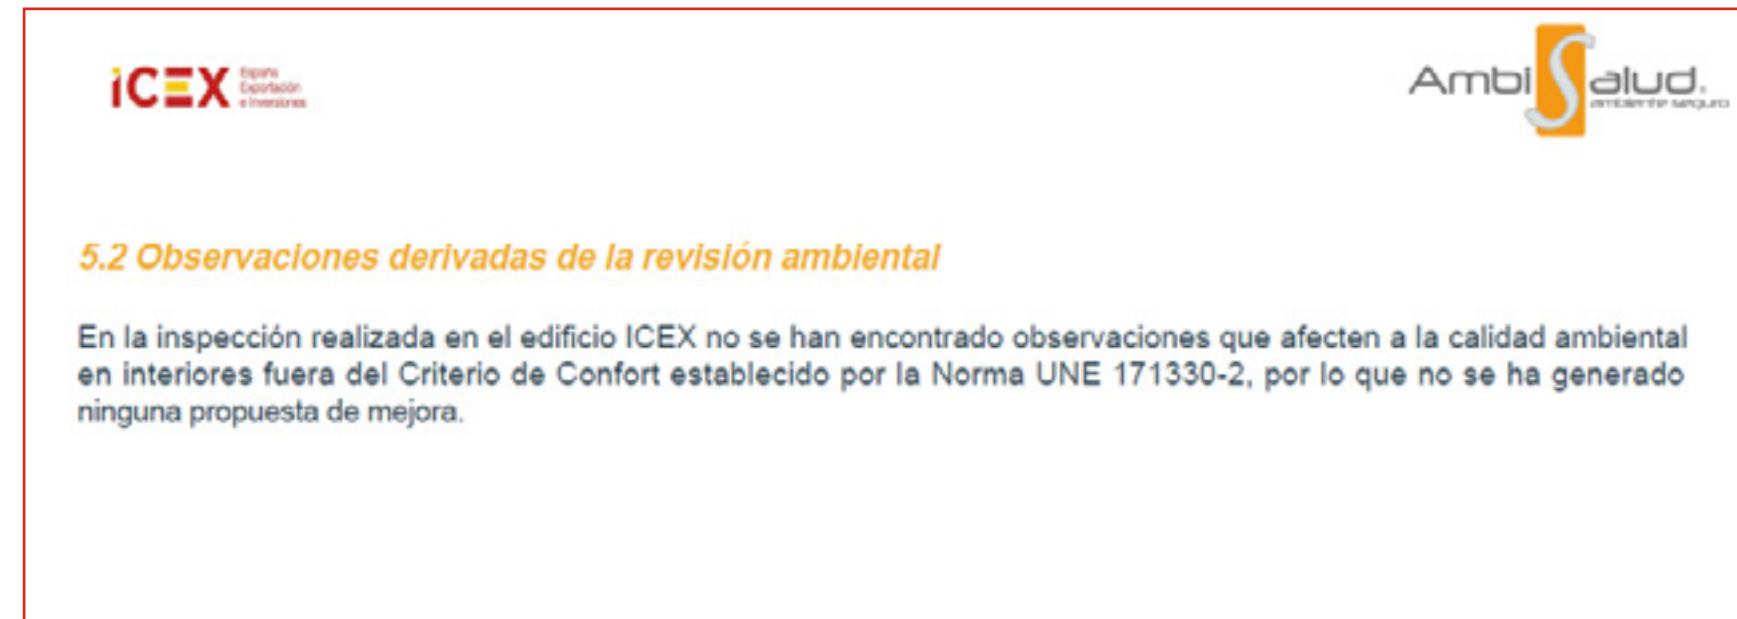 ICEX España
Exportación
e Inversiones
AmbiSalud.
ambiente seguro
5.2 Observaciones derivadas de la revisión ambiental
En la inspección realizada en el edificio ICEX no se han encontrado observaciones que afecten a la calidad ambiental
en interiores fuera del Criterio de Confort establecido por la Norma UNE 171330-2, por lo que no se ha generado
ninguna propuesta de mejora.